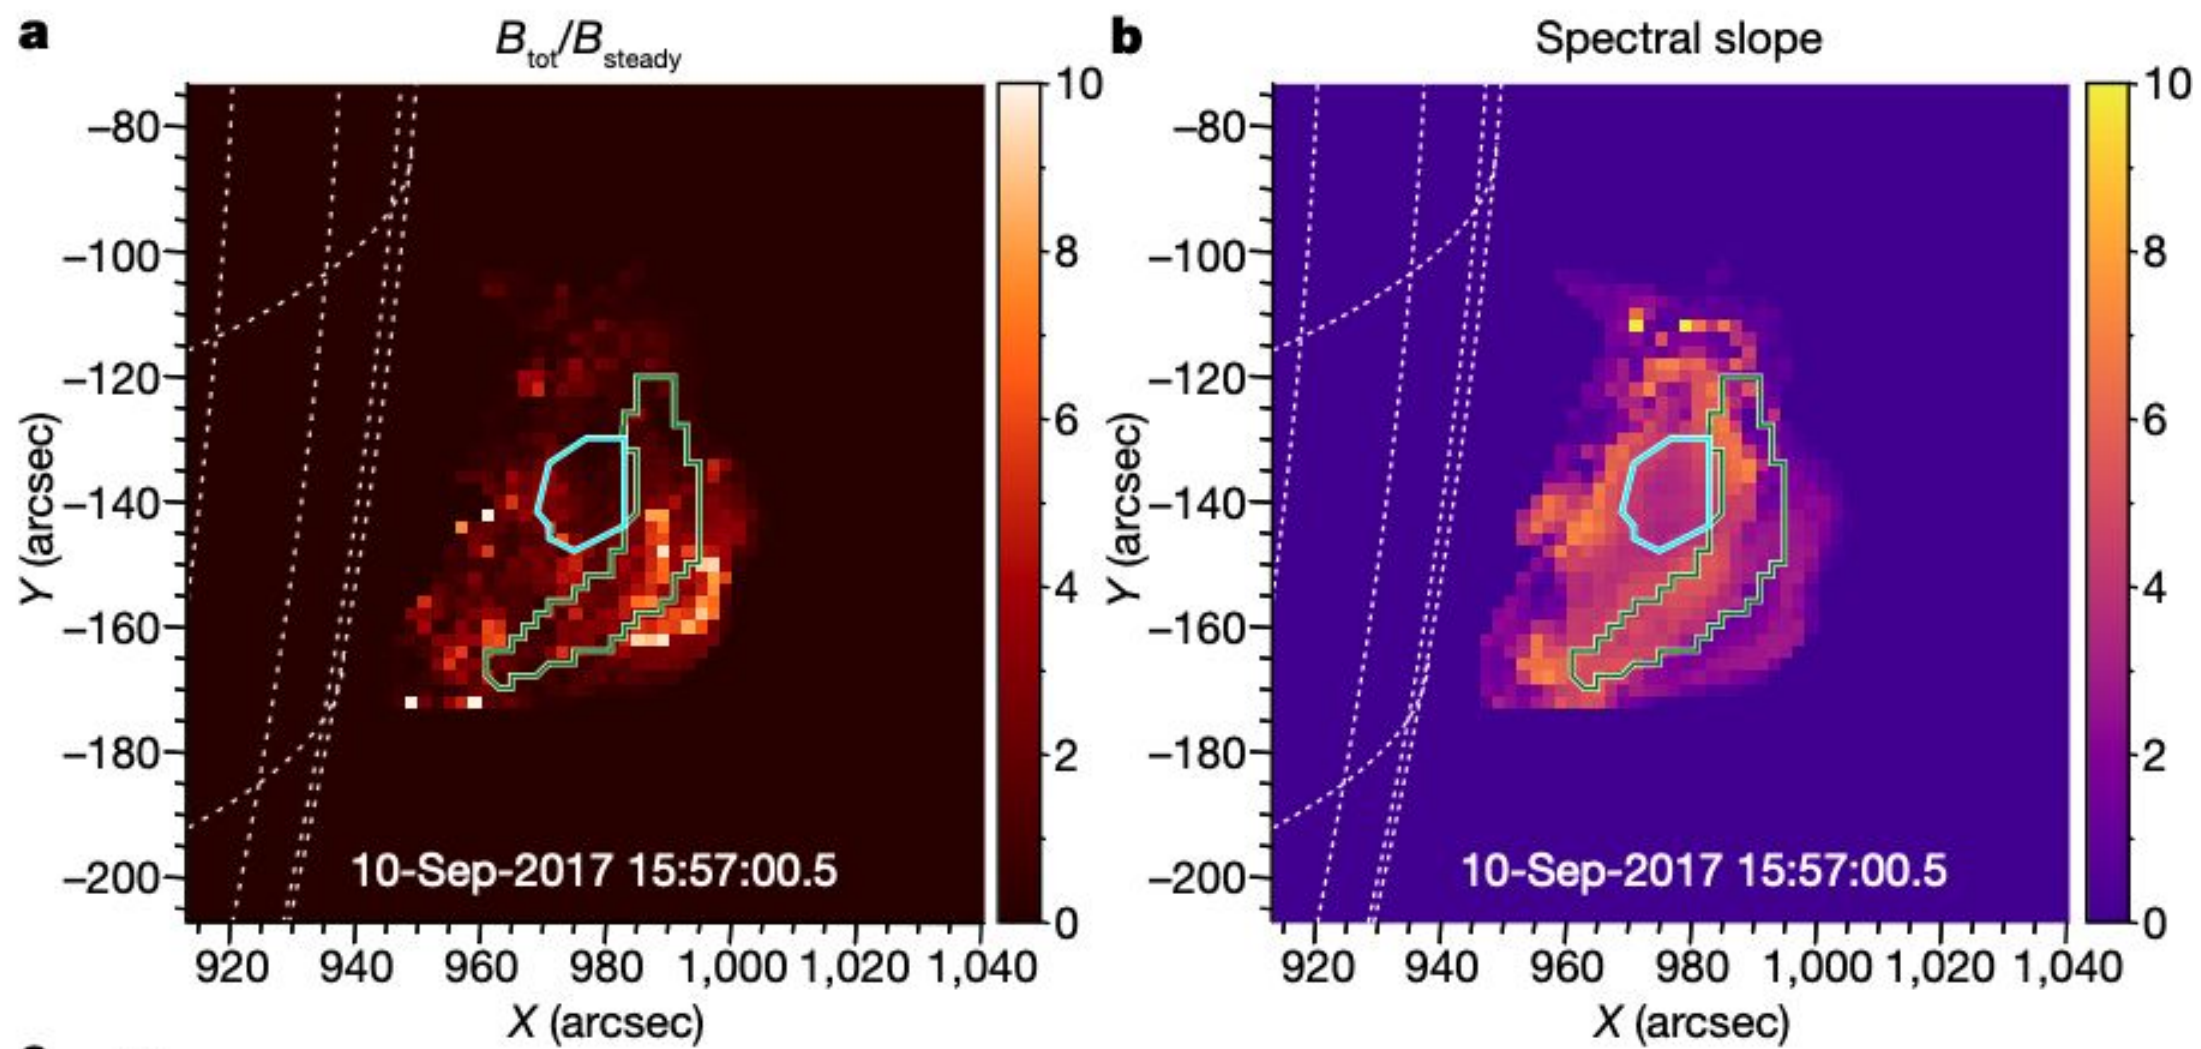 a
B_tot/B_steady
−80
−100
−120
−140
−160
−180
−200
Y (arcsec)
920 940 960 980 1,000 1,020 1,040
X (arcsec)
10-Sep-2017 15:57:00.5
10
8
6
4
2
0
b
Spectral slope
−80
−100
−120
−140
−160
−180
−200
Y (arcsec)
920 940 960 980 1,000 1,020 1,040
X (arcsec)
10-Sep-2017 15:57:00.5
10
8
6
4
2
0